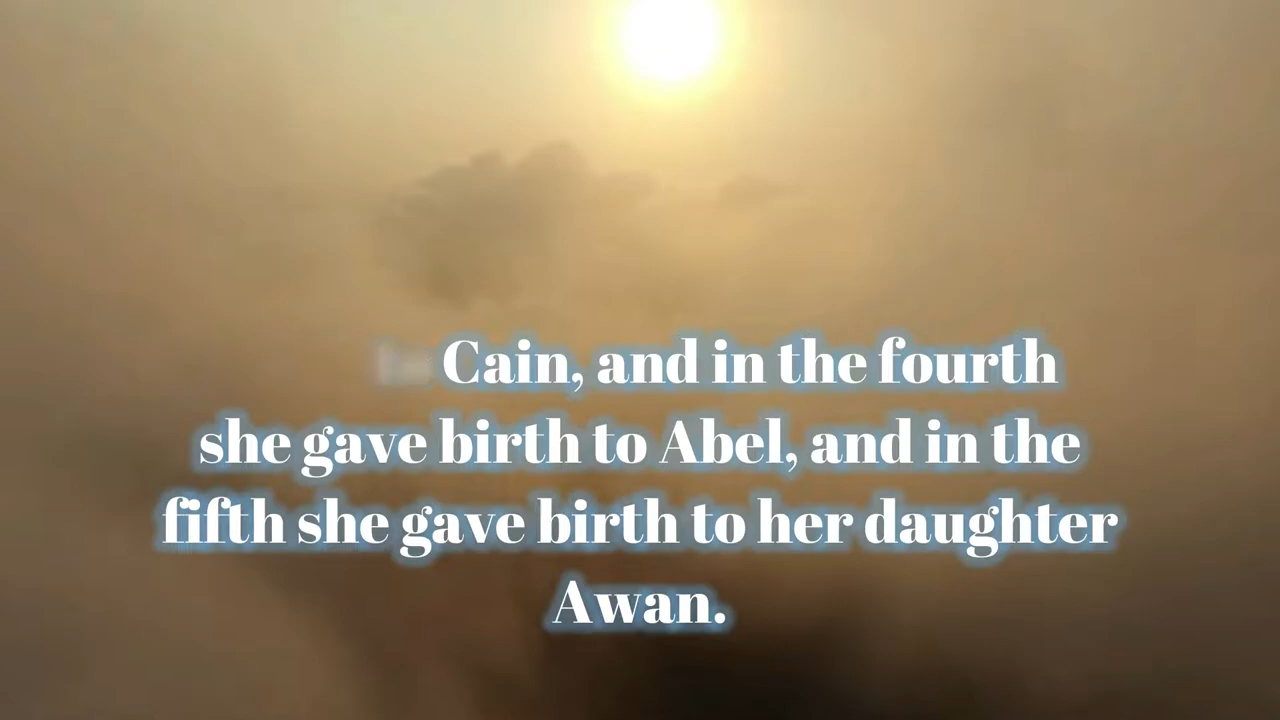 Cain, and in the fourth
she gave birth to Abel, and in the
fifth she gave birth to her daughter
Awan.